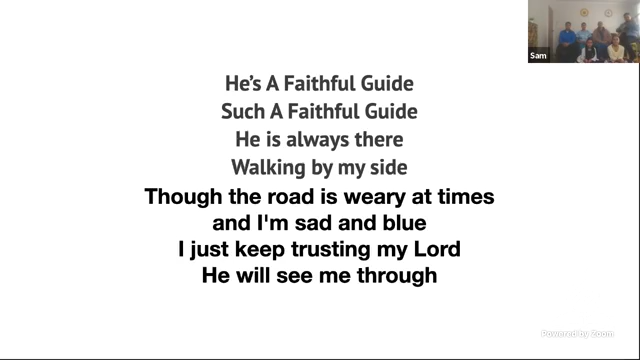 Sam
He's A Faithful Guide
Such A Faithful Guide
He is always there
Walking by my side
Though the road is weary at times
and I'm sad and blue
I just keep trusting my Lord
He will see me through
Powered by Zoom